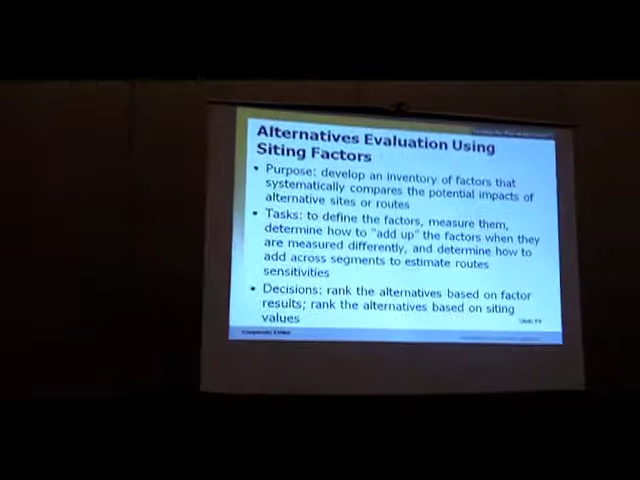 Alternatives Evaluation Using
Siting Factors
• Purpose: develop an inventory of factors that
systematically compares the potential impacts of
alternative sites or routes
• Tasks: to define the factors, measure them,
determine how to "add up" the factors when they
are measured differently, and determine how to
add across segments to estimate routes
sensitivities
• Decisions: rank the alternatives based on factor
results; rank the alternatives based on siting
values